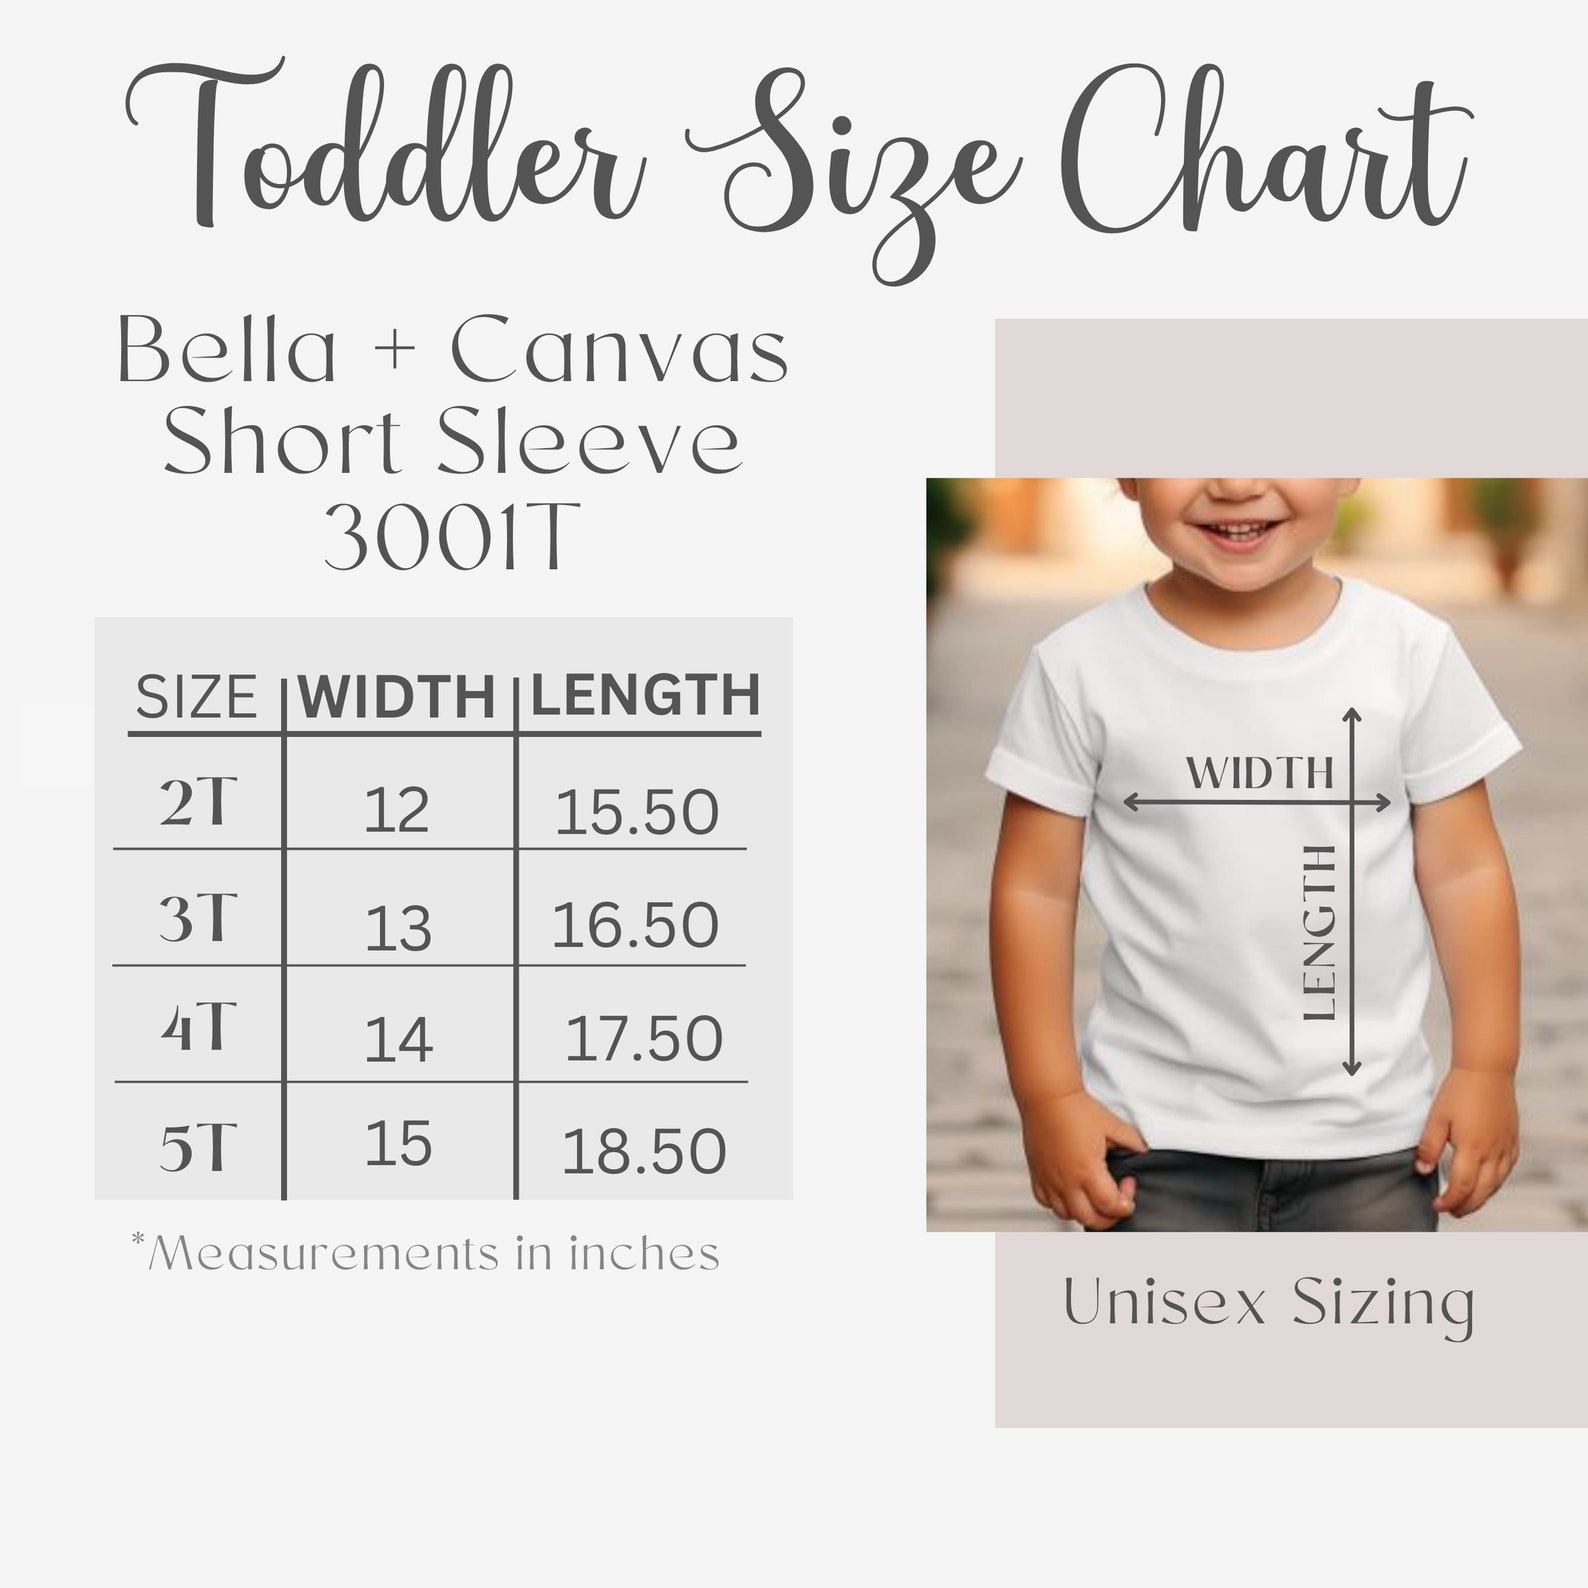 Toddler Size Chart
Bella + Canvas
Short Sleeve
3001T
SIZE WIDTH LENGTH
2T 12 15.50
3T 13 16.50
4T 14 17.50
5T 15 18.50
*Measurements in inches
WIDTH
LENGTH
Unisex Sizing